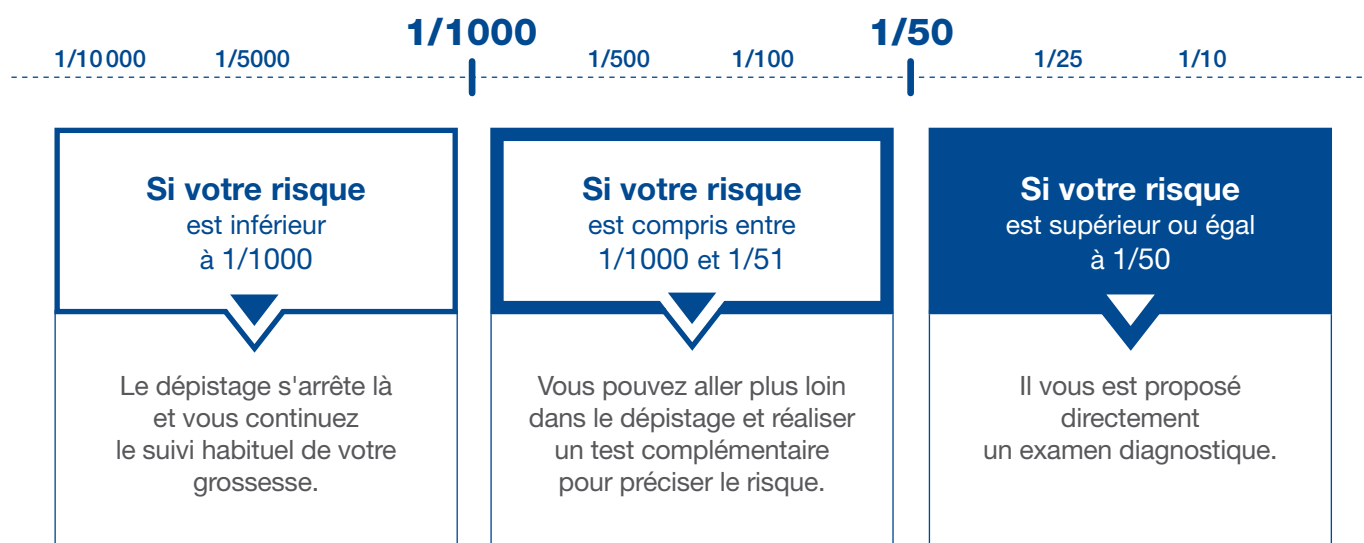 1/10 000
1/5000
1/1000
1/500
1/100
1/50
1/25
1/10
Si votre risque
est inférieur
à 1/1000
Le dépistage s'arrête là
et vous continuez
le suivi habituel de votre
grossesse.
Si votre risque
est compris entre
1/1000 et 1/51
Vous pouvez aller plus loin
dans le dépistage et réaliser
un test complémentaire
pour préciser le risque.
Si votre risque
est supérieur ou égal
à 1/50
Il vous est proposé
directement
un examen diagnostique.